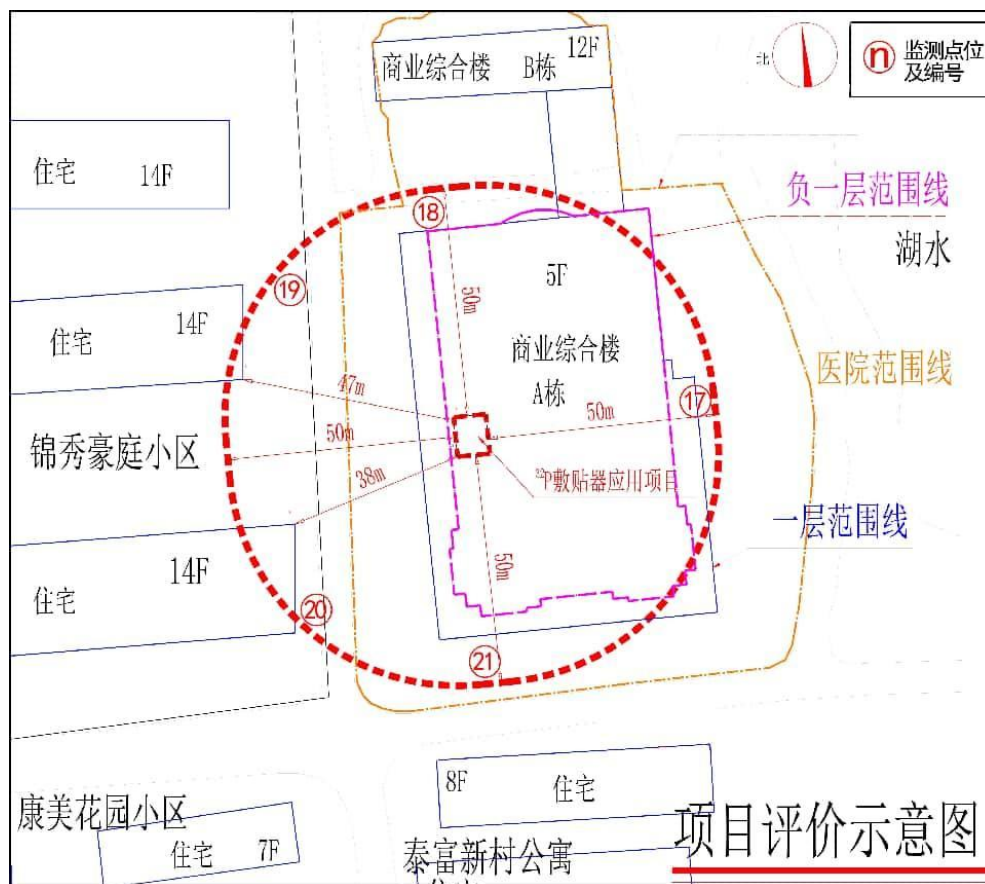 商业综合楼 B栋 12F
北
n 监测点位
及编号
住宅 14F
负一层范围线
湖水
18
5F
19
50m
住宅 14F
商业综合楼
A栋
医院范围线
47m
50m
17
50m
锦秀豪庭小区
38m
³²P敷贴器应用项目
一层范围线
50m
住宅 14F
20
21
8F 住宅
康美花园小区
住宅 7F
泰富新村公寓
项目评价示意图